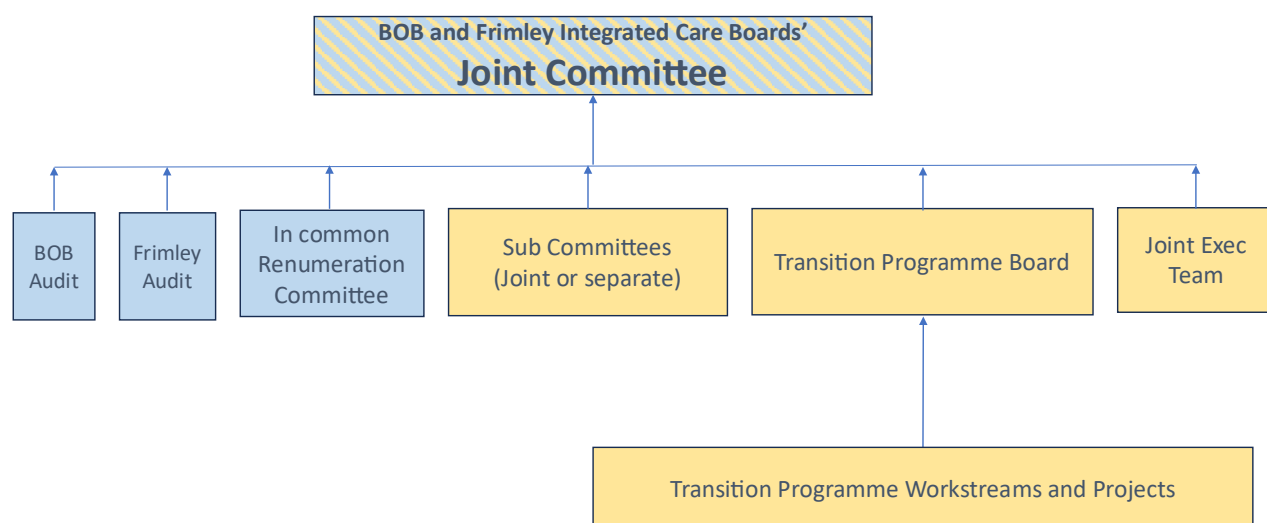 BOB and Frimley Integrated Care Boards’
Joint Committee
BOB
Audit
Frimley
Audit
In common
Renumeration
Committee
Sub Committees
(Joint or separate)
Transition Programme Board
Joint Exec
Team
Transition Programme Workstreams and Projects